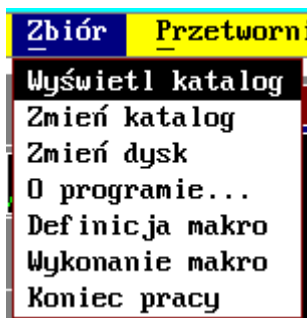 Zbiór Przetworni
Wyświetl katalog
Zmień katalog
Zmień dysk
O programie...
Definicja makro
Wykonanie makro
Koniec pracy